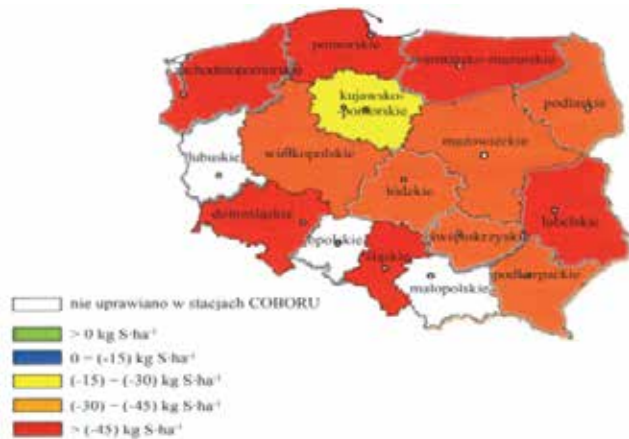 pomorskie
zachodniopomorskie
warmińsko-mazurskie
kujawsko-
-pomorskie
podlaskie
mazowieckie
lubuskie
wielkopolskie
łódzkie
dolnośląskie
lubelskie
opolskie
śląskie
świętokrzyskie
małopolskie
podkarpackie
nie uprawiano w stacjach COBORU
> 0 kg S·ha⁻¹
0 – (-15) kg S·ha⁻¹
(-15) – (-30) kg S·ha⁻¹
(-30) – (-45) kg S·ha⁻¹
> (-45) kg S·ha⁻¹